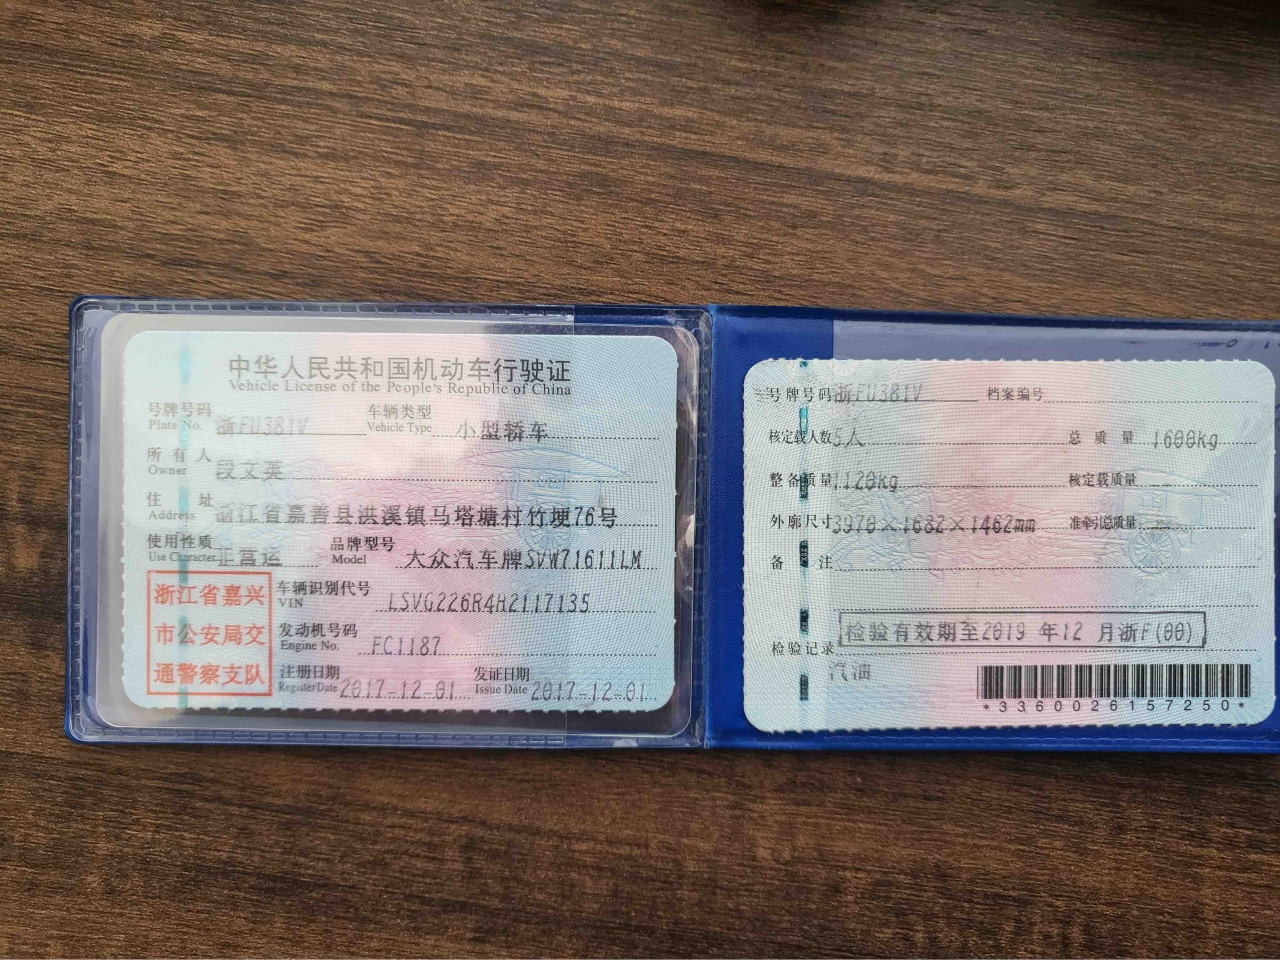 中华人民共和国机动车行驶证
Vehicle License of the People's Republic of China
号牌号码 浙FU381V 车辆类型 小型轿车
Plate No. Vehicle Type
所有人 段文英
Owner
住址 浙江省嘉善县洪溪镇马塔塘村竹埂76号
Address
使用性质 非营运 品牌型号 大众汽车牌SVW71611LM
Use Character Model
浙江省嘉兴
市公安局交
通警察支队
车辆识别代号 LSVG226R4H2117135
VIN
发动机号码 FC1187
Engine No.
注册日期 2017-12-01 发证日期 2017-12-01
Register Date Issue Date
号牌号码 浙FU381V 档案编号
核定载人数 5人 总质量 1600kg
整备质量 1120kg 核定载质量
外廓尺寸 3970×1682×1462mm 准牵引总质量
备注
检验记录 检验有效期至2019 年12 月浙F(00)
汽油
*3360026157250*